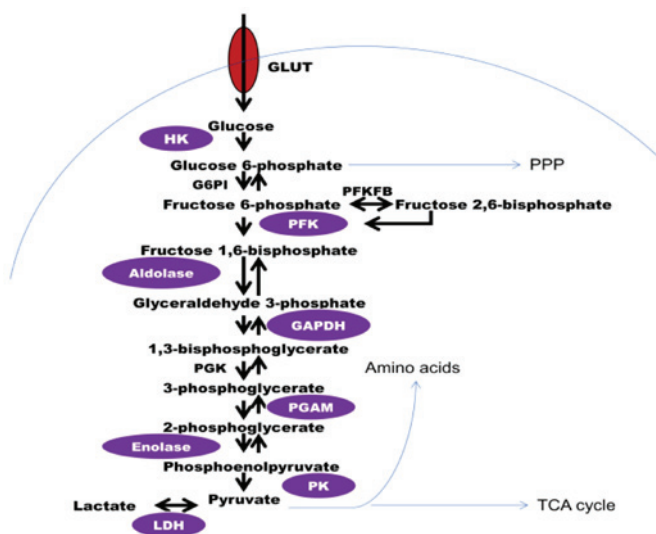 GLUT
Glucose
HK
Glucose 6-phosphate
PPP
G6PI
PFKFB
Fructose 6-phosphate
Fructose 2,6-bisphosphate
PFK
Fructose 1,6-bisphosphate
Aldolase
Glyceraldehyde 3-phosphate
GAPDH
1,3-bisphosphoglycerate
PGK
Amino acids
3-phosphoglycerate
PGAM
2-phosphoglycerate
Enolase
Phosphoenolpyruvate
PK
Lactate
Pyruvate
TCA cycle
LDH